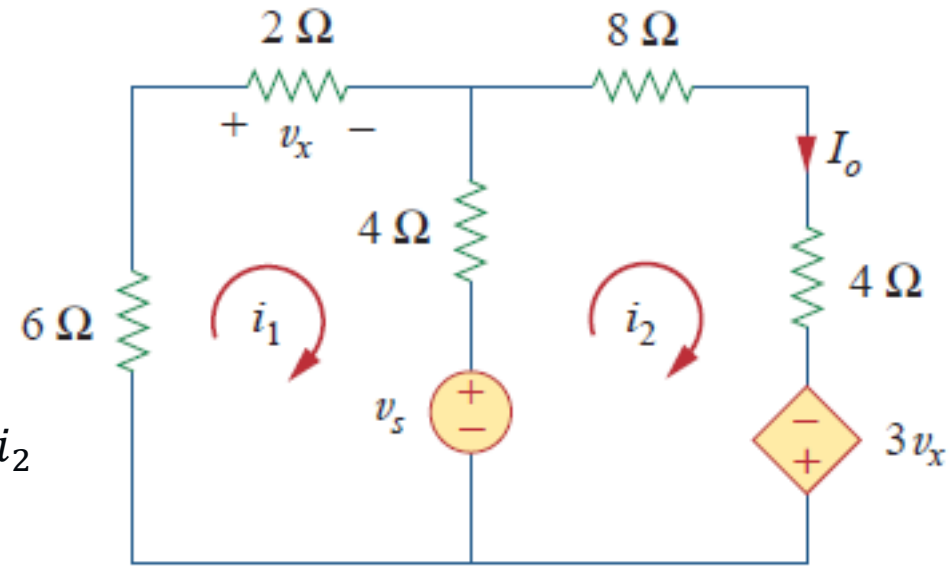 2 Ω 8 Ω
+ vₓ −
Iₒ
4 Ω
4 Ω
6 Ω
i₁ i₂
+
vₛ
−
−
3vₓ
+
i₂